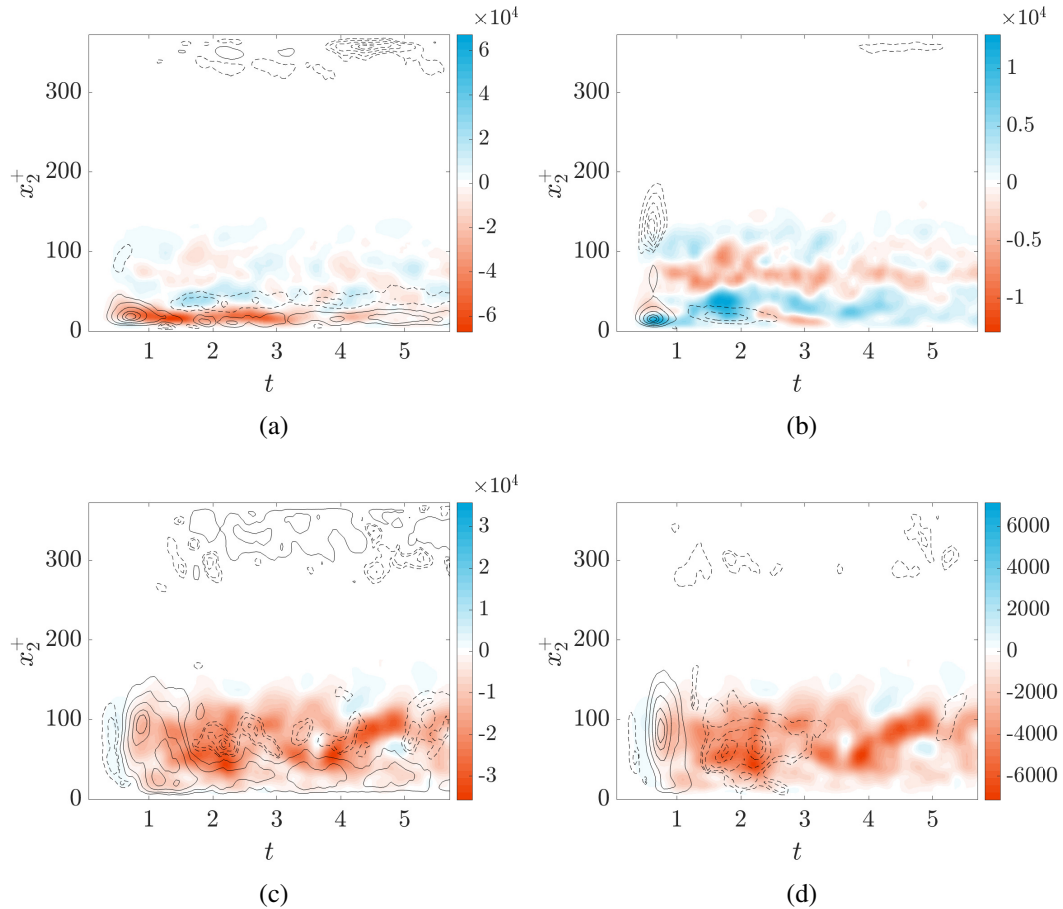 ×10⁴ ×10⁴
6 1
300 4 300
2 0.5
x₂⁺ 200 0 x₂⁺ 200 0
-2
100 100 -0.5
-4
0 -6 0 -1
1 2 3 4 5 1 2 3 4 5
t t
(a) (b)
×10⁴
3 6000
300 2 300 4000
1 2000
x₂⁺ 200 0 x₂⁺ 200 0
-1 -2000
100 -2 100 -4000
0 -3 0 -6000
1 2 3 4 5 1 2 3 4 5
t t
(c) (d)